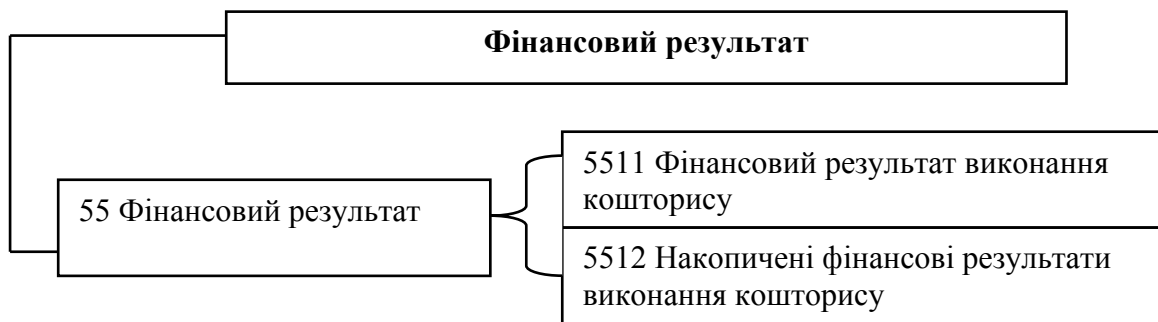 Фінансовий результат
5511 Фінансовий результат виконання
кошторису
55 Фінансовий результат
5512 Накопичені фінансові результати
виконання кошторису